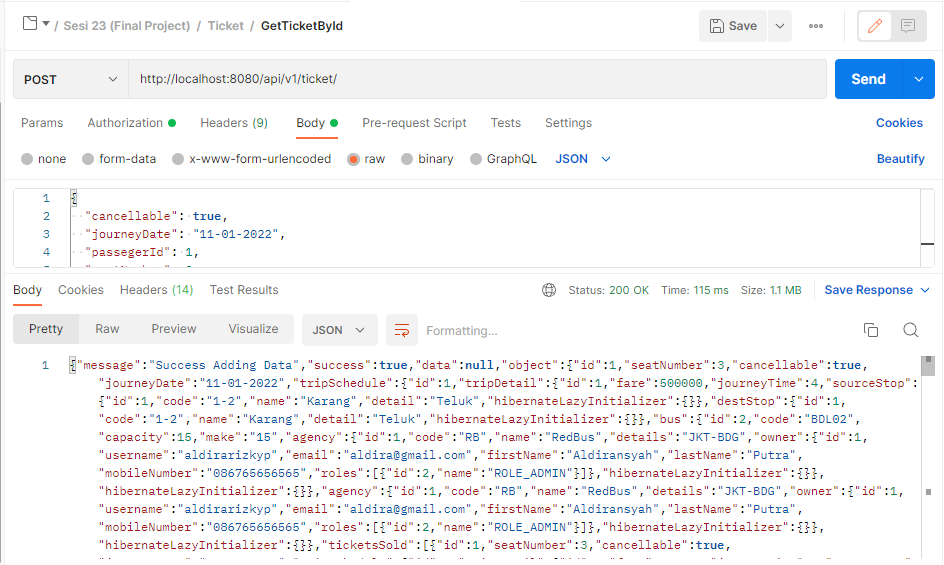 / Sesi 23 (Final Project) / Ticket / GetTicketById
Save
POST
http://localhost:8080/api/v1/ticket/
Send
Params Authorization Headers (9) Body Pre-request Script Tests Settings Cookies
none form-data x-www-form-urlencoded raw binary GraphQL JSON Beautify
1 {
2 "cancellable": true,
3 "journeyDate": "11-01-2022",
4 "passegerId": 1,
Body Cookies Headers (14) Test Results Status: 200 OK Time: 115 ms Size: 1.1 MB Save Response
Pretty Raw Preview Visualize JSON Formatting...
1 {"message":"Success Adding Data","success":true,"data":null,"object":{"id":1,"seatNumber":3,"cancellable":true,
"journeyDate":"11-01-2022","tripSchedule":{"id":1,"tripDetail":{"id":1,"fare":500000,"journeyTime":4,"sourceStop":
{"id":1,"code":"1-2","name":"Karang","detail":"Teluk","hibernateLazyInitializer":{}},"destStop":{"id":1,
"code":"1-2","name":"Karang","detail":"Teluk","hibernateLazyInitializer":{}},"bus":{"id":2,"code":"BDL02",
"capacity":15,"make":"15","agency":{"id":1,"code":"RB","name":"RedBus","details":"JKT-BDG","owner":{"id":1,
"username":"aldirarizkyp","email":"aldira@gmail.com","firstName":"Aldiransyah","lastName":"Putra",
"mobileNumber":"086765656565","roles":[{"id":2,"name":"ROLE_ADMIN"}]},"hibernateLazyInitializer":{}},
"hibernateLazyInitializer":{}},"agency":{"id":1,"code":"RB","name":"RedBus","details":"JKT-BDG","owner":{"id":1,
"username":"aldirarizkyp","email":"aldira@gmail.com","firstName":"Aldiransyah","lastName":"Putra",
"mobileNumber":"086765656565","roles":[{"id":2,"name":"ROLE_ADMIN"}]},"hibernateLazyInitializer":{}},
"hibernateLazyInitializer":{}},"ticketsSold":[{"id":1,"seatNumber":3,"cancellable":true,